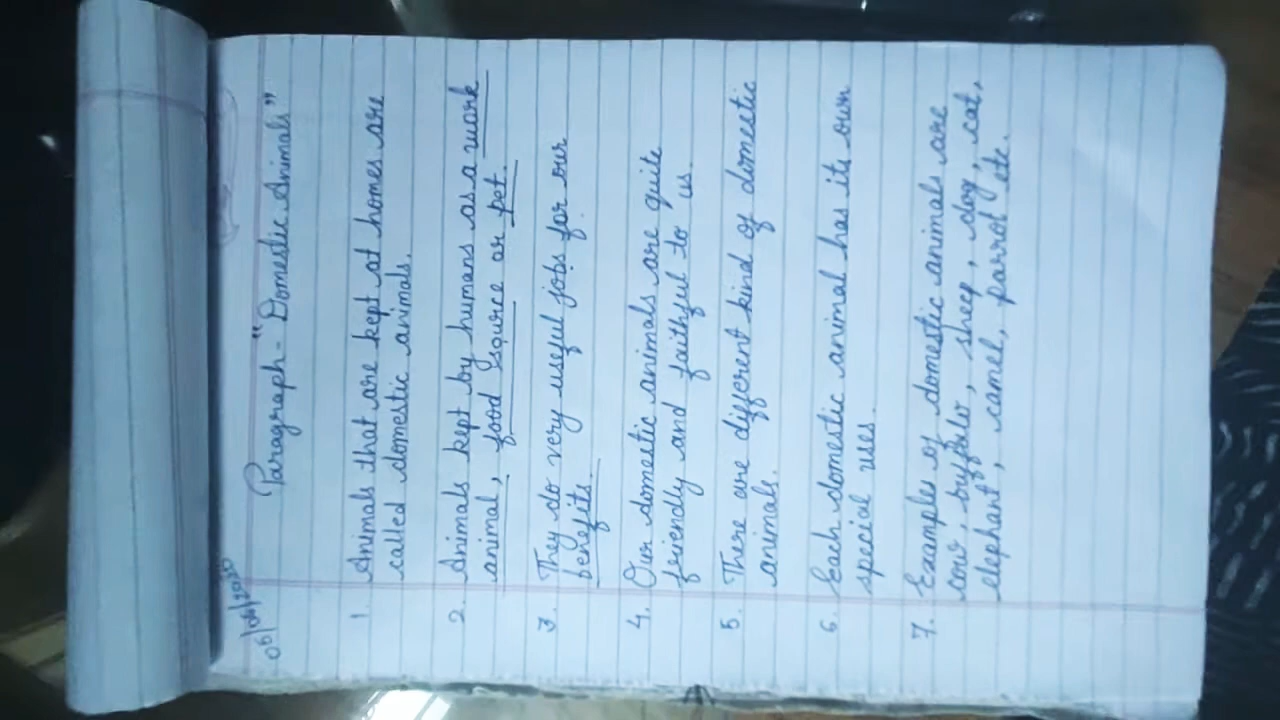 05/04/2020
Paragraph-"Domestic Animals"
1. Animals that are kept at homes are
called domestic animals.
2. Animals kept by humans as a work
animal, food source or pet.
3. They do very useful jobs for our
benefits.
4. Our domestic animals are quite
friendly and faithful to us.
5. There are different kind of domestic
animals.
6. Each domestic animal has its own
special uses.
7. Examples of domestic animals are
cow, buffalo, sheep, dog, cat,
elephant, camel, parrot etc.